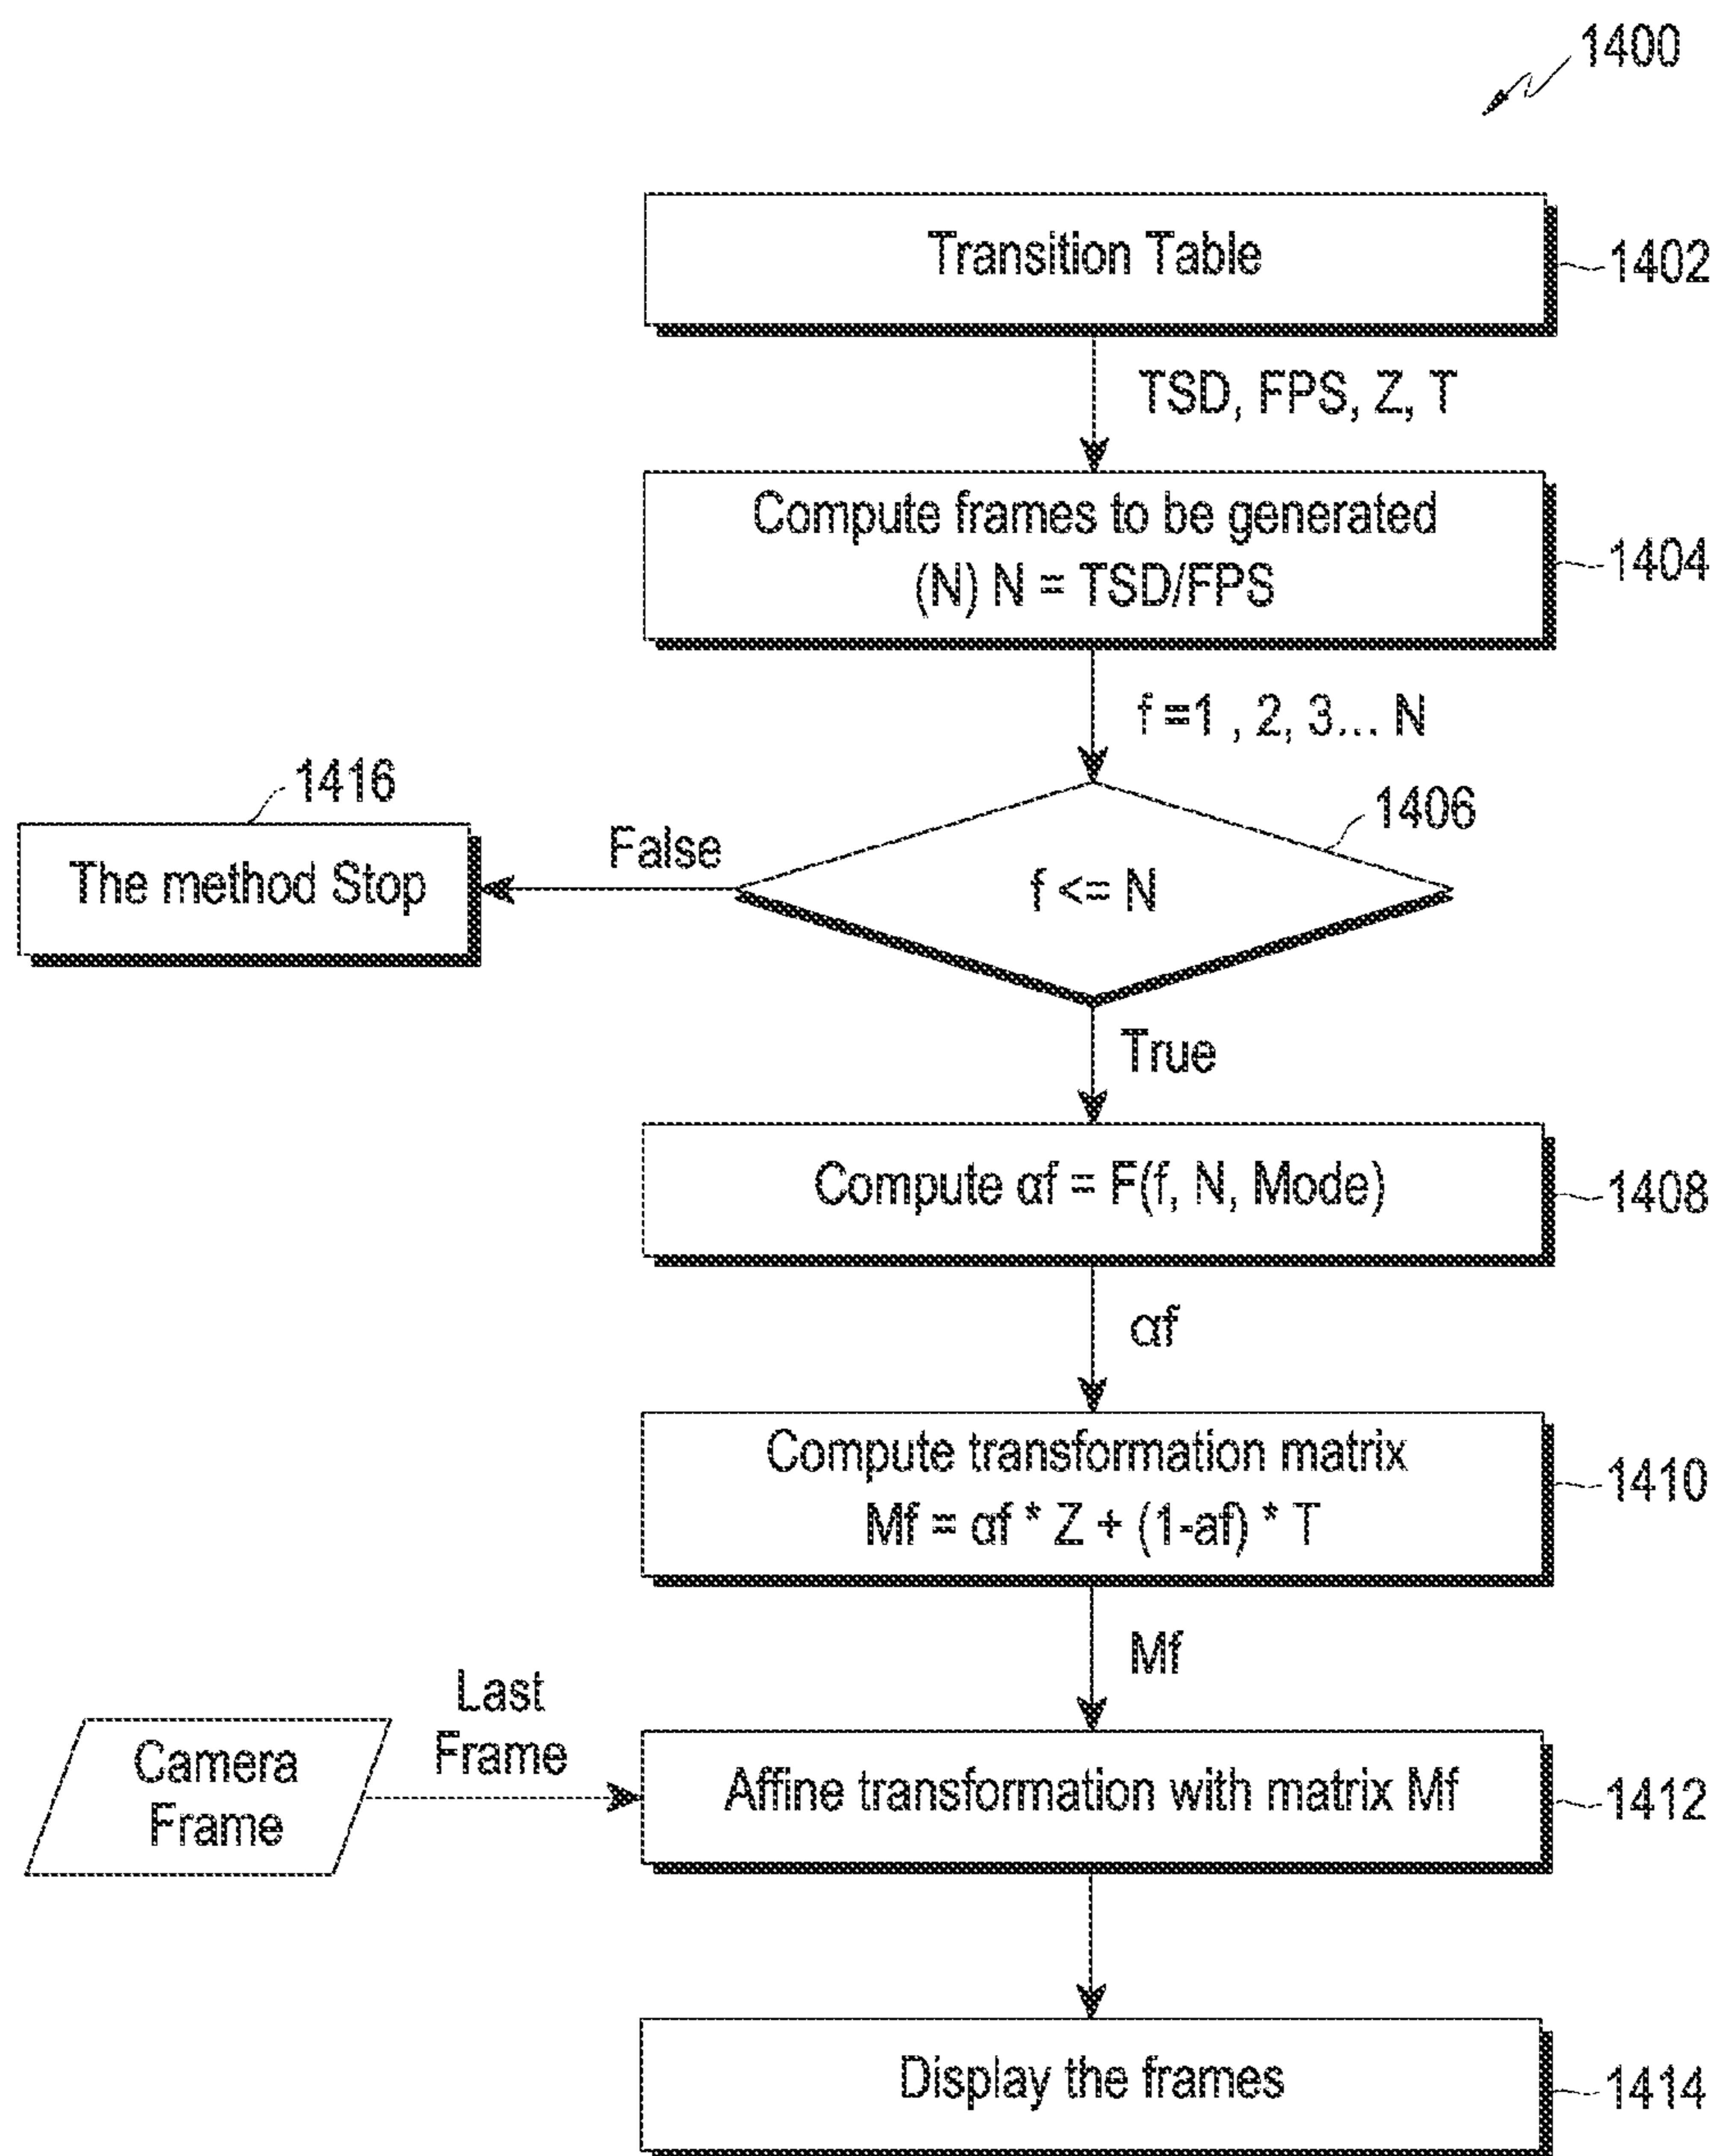 1400
Transition Table
1402
TSD, FPS, Z, T
Compute frames to be generated
(N) N = TSD/FPS
1404
f =1 , 2, 3... N
1416
1406
The method Stop
False
f <= N
True
Compute αf = F(f, N, Mode)
1408
αf
Compute transformation matrix
Mf = αf * Z + (1-af) * T
1410
Mf
Last
Frame
Camera
Frame
Affine transformation with matrix Mf
1412
Display the frames
1414